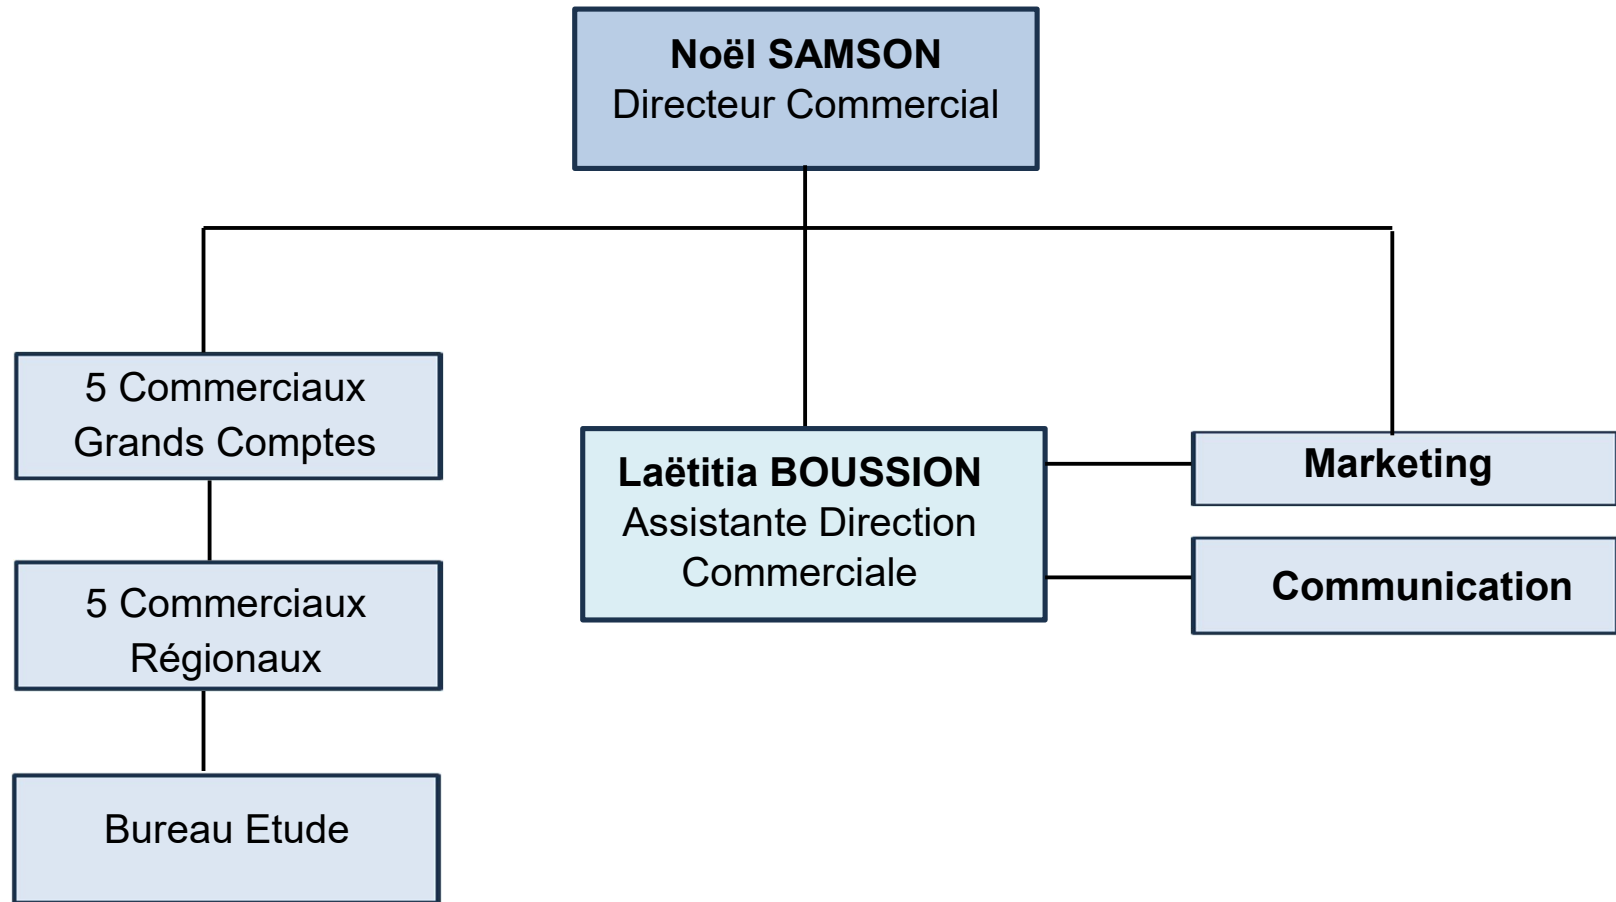 Noël SAMSON
Directeur Commercial
5 Commerciaux
Grands Comptes
5 Commerciaux
Régionaux
Bureau Etude
Laëtitia BOUSSION
Assistante Direction
Commerciale
Marketing
Communication